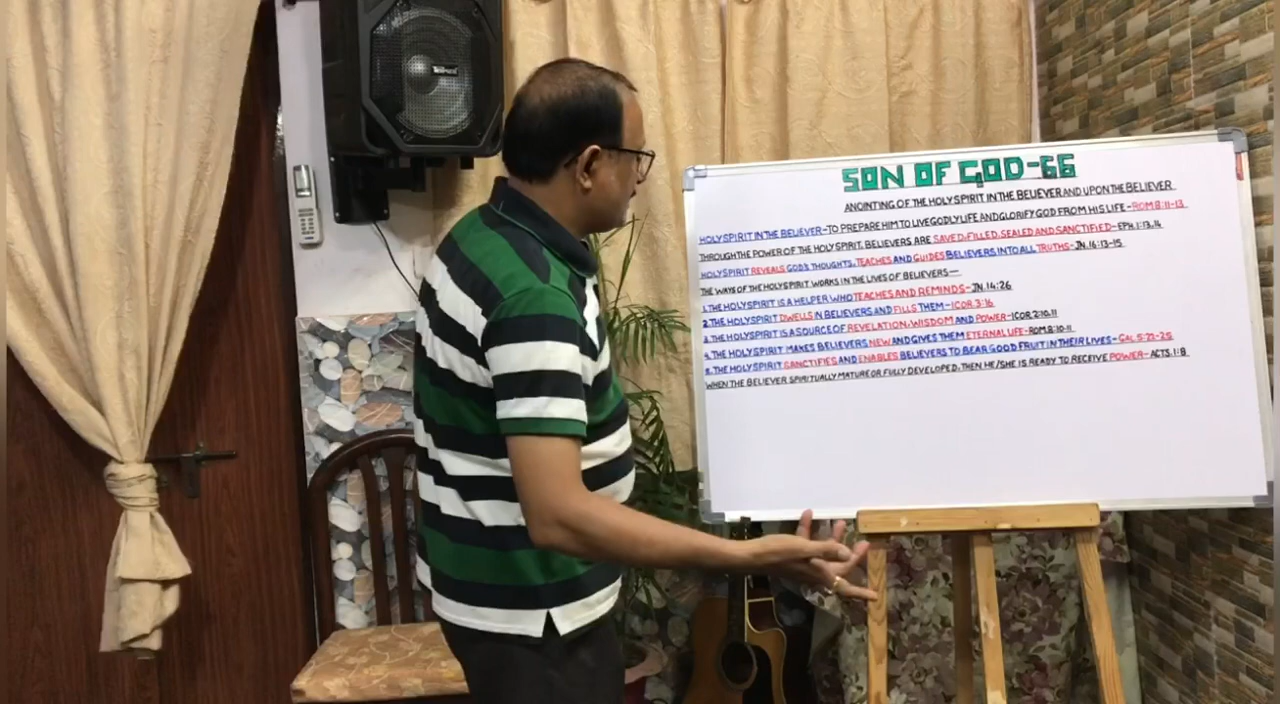 SON OF GOD-66
ANOINTING OF THE HOLY SPIRIT IN THE BELIEVER AND UPON THE BELIEVER
HOLY SPIRIT IN THE BELIEVER-TO PREPARE HIM TO LIVE GODLY LIFE AND GLORIFY GOD FROM HIS LIFE-ROM 8:11-13
THROUGH THE POWER OF THE HOLY SPIRIT, BELIEVERS ARE SAVED, FILLED, SEALED AND SANCTIFIED-EPH.1:13,14
HOLY SPIRIT REVEALS GOD'S THOUGHTS, TEACHES AND GUIDES BELIEVERS INTO ALL TRUTHS-JN.16:13-15
THE WAYS OF THE HOLY SPIRIT WORKS IN THE LIVES OF BELIEVERS-
1.THE HOLY SPIRIT IS A HELPER WHO TEACHES AND REMINDS-JN.14:26
2.THE HOLY SPIRIT DWELLS IN BELIEVERS AND FILLS THEM-1COR.3:16
3.THE HOLY SPIRIT IS A SOURCE OF REVELATION, WISDOM AND POWER-1COR.2:10,11
4.THE HOLY SPIRIT MAKES BELIEVERS NEW AND GIVES THEM ETERNAL LIFE-ROM.8:10-11
5.THE HOLY SPIRIT SANCTIFIES AND ENABLES BELIEVERS TO BEAR GOOD FRUIT IN THEIR LIVES-GAL 5:22-25
WHEN THE BELIEVER SPIRITUALLY MATURE OR FULLY DEVELOPED, THEN HE/SHE IS READY TO RECEIVE POWER-ACTS.1:8